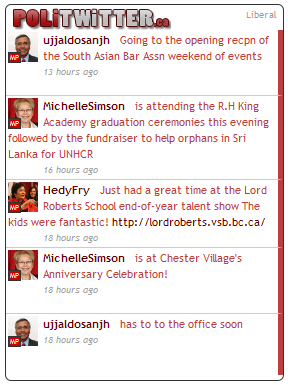 POLiTWiTTER.ca
Liberal
ujjaldosanjh Going to the opening recpn of
the South Asian Bar Assn weekend of events
MP
13 hours ago
MichelleSimson is attending the R.H King
Academy graduation ceremonies this evening
MP
followed by the fundraiser to help orphans in Sri
Lanka for UNHCR
16 hours ago
HedyFry Just had a great time at the Lord
Roberts School end-of-year talent show The
MP
kids were fantastic! http://lordroberts.vsb.bc.ca/
18 hours ago
MichelleSimson is at Chester Village's
Anniversary Celebration!
MP
18 hours ago
ujjaldosanjh has to to the office soon
MP
18 hours ago